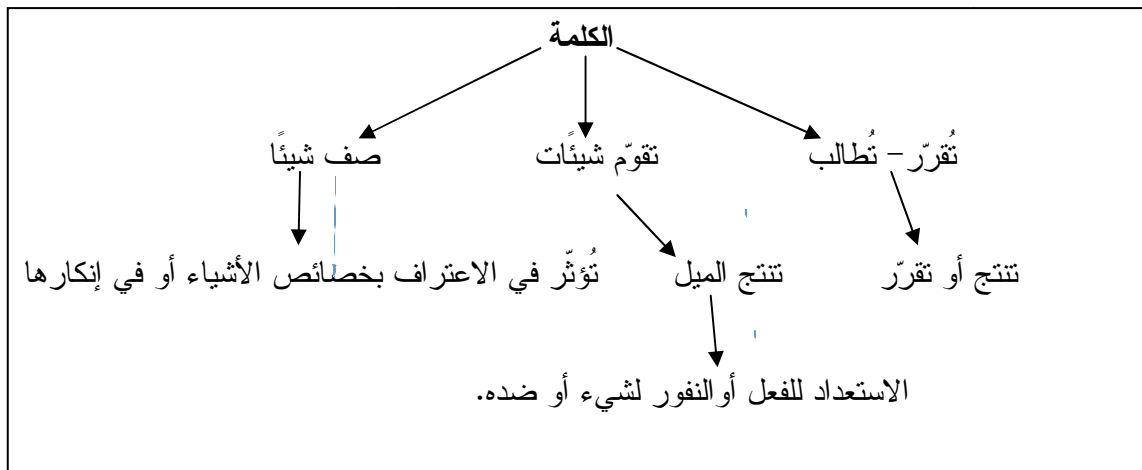 الكلمة
تُقرّر – تُطالب تقوّم شيئًات صف شيئًا
تنتج أو تقرّر تنتج الميل تُؤثّر في الاعتراف بخصائص الأشياء أو في إنكارها
الاستعداد للفعل أوالنفور لشيء أو ضده.